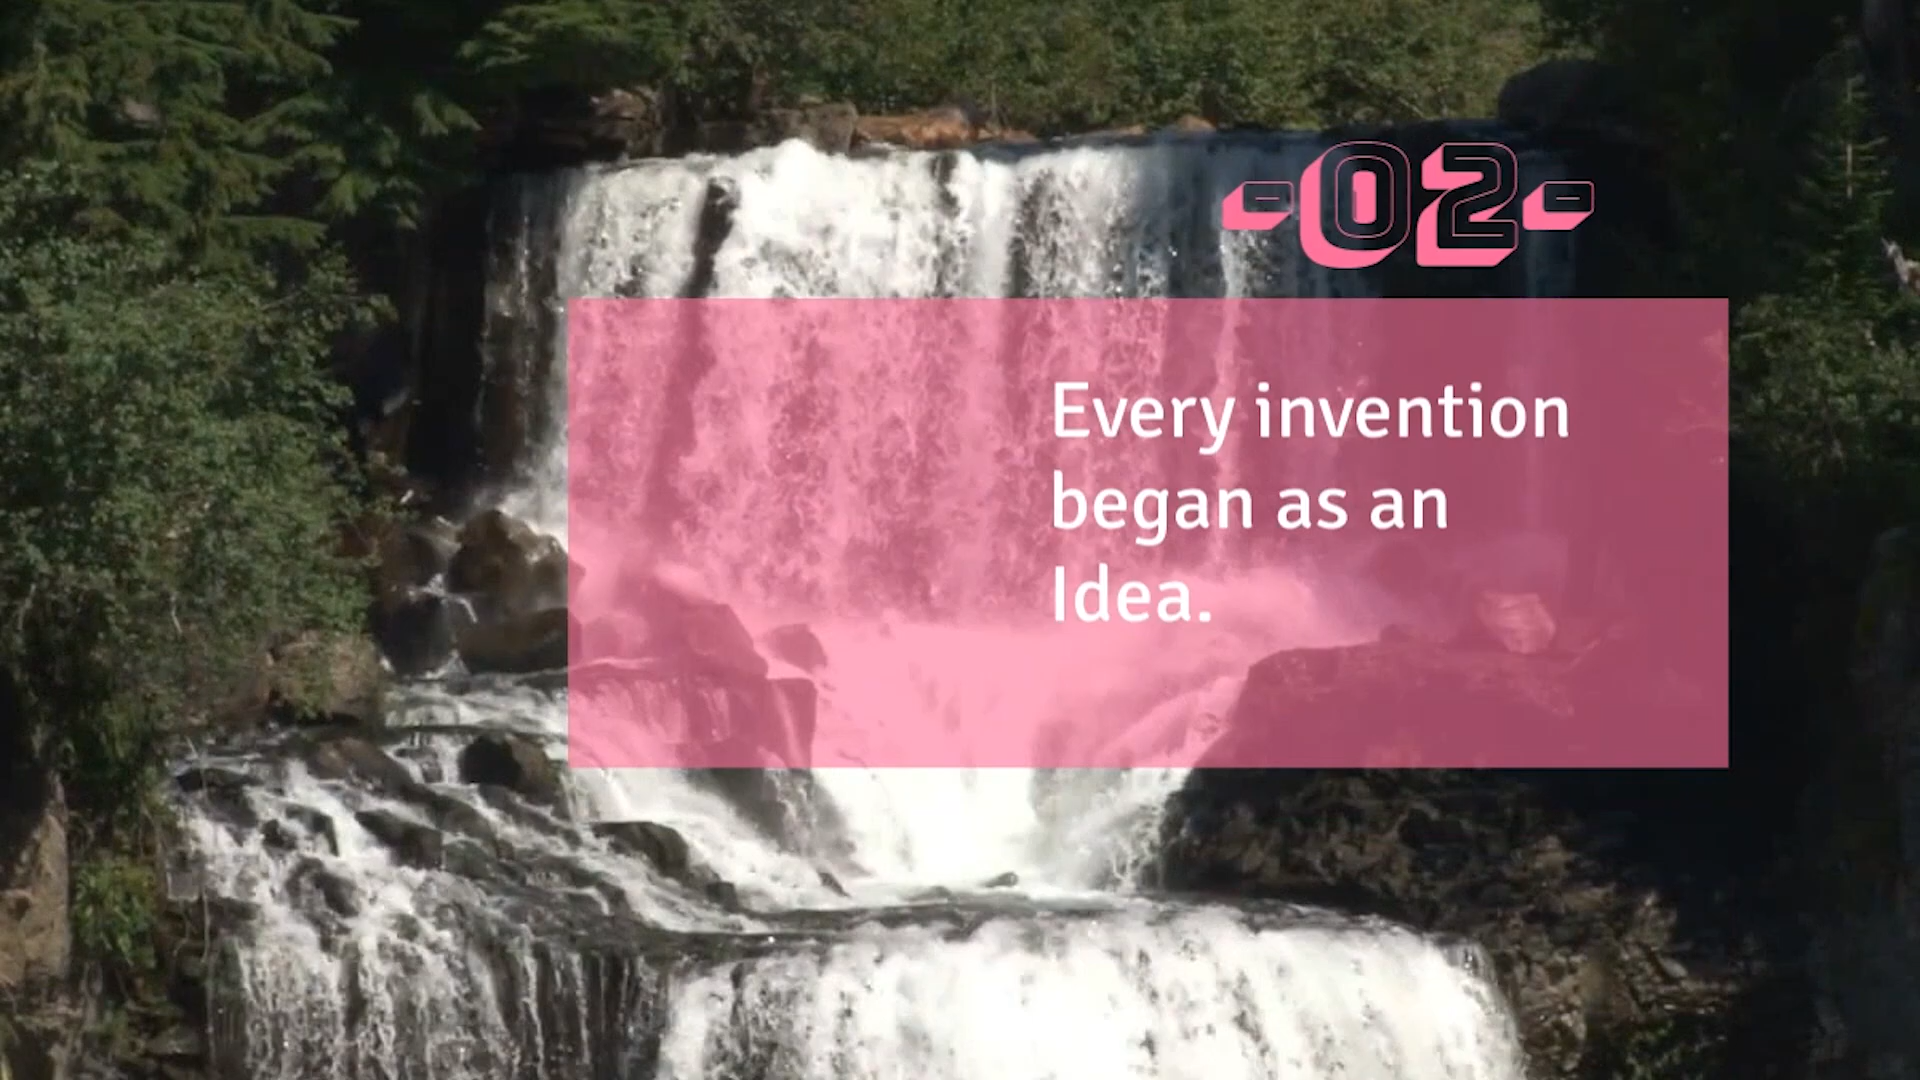 -02-
Every invention
began as an
Idea.